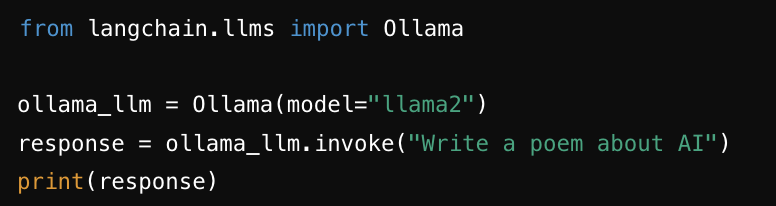 from langchain.llms import Ollama
ollama_llm = Ollama(model="llama2")
response = ollama_llm.invoke("Write a poem about AI")
print(response)